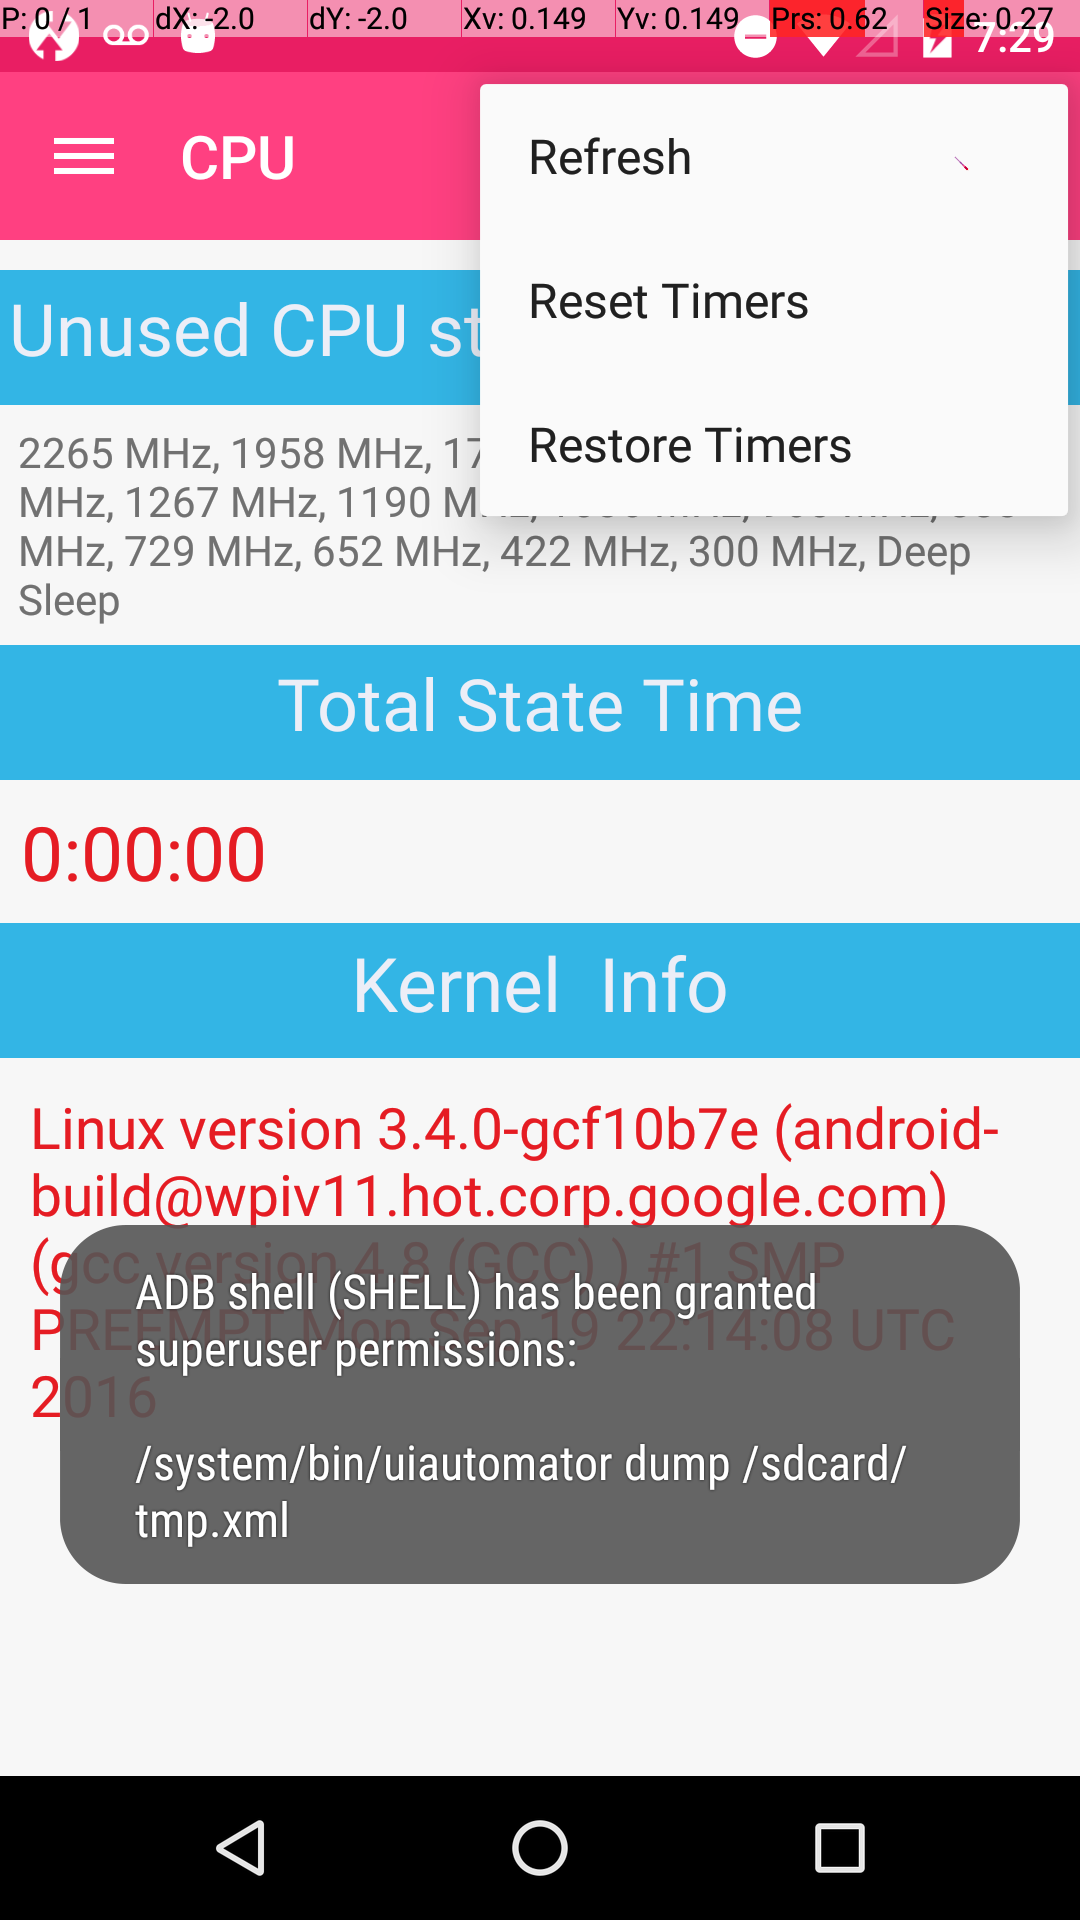 P: 0 / 1 dX: -2.0 dY: -2.0 Xv: 0.149 Yv: 0.149 Prs: 0.62 Size: 0.27
7:29
CPU
Refresh
Reset Timers
Restore Timers
Unused CPU st
2265 MHz, 1958 MHz, 17
MHz, 1267 MHz, 1190
MHz, 729 MHz, 652 MHz, 422 MHz, 300 MHz, Deep
Sleep
Total State Time
0:00:00
Kernel Info
Linux version 3.4.0-gcf10b7e (android-
build@wpiv11.hot.corp.google.com)
(gcc version 4.8 (GCC) ) #1 SMP
PREEMPT Mon Sep 19 22:14:08 UTC
2016
ADB shell (SHELL) has been granted
superuser permissions:
/system/bin/uiautomator dump /sdcard/
tmp.xml